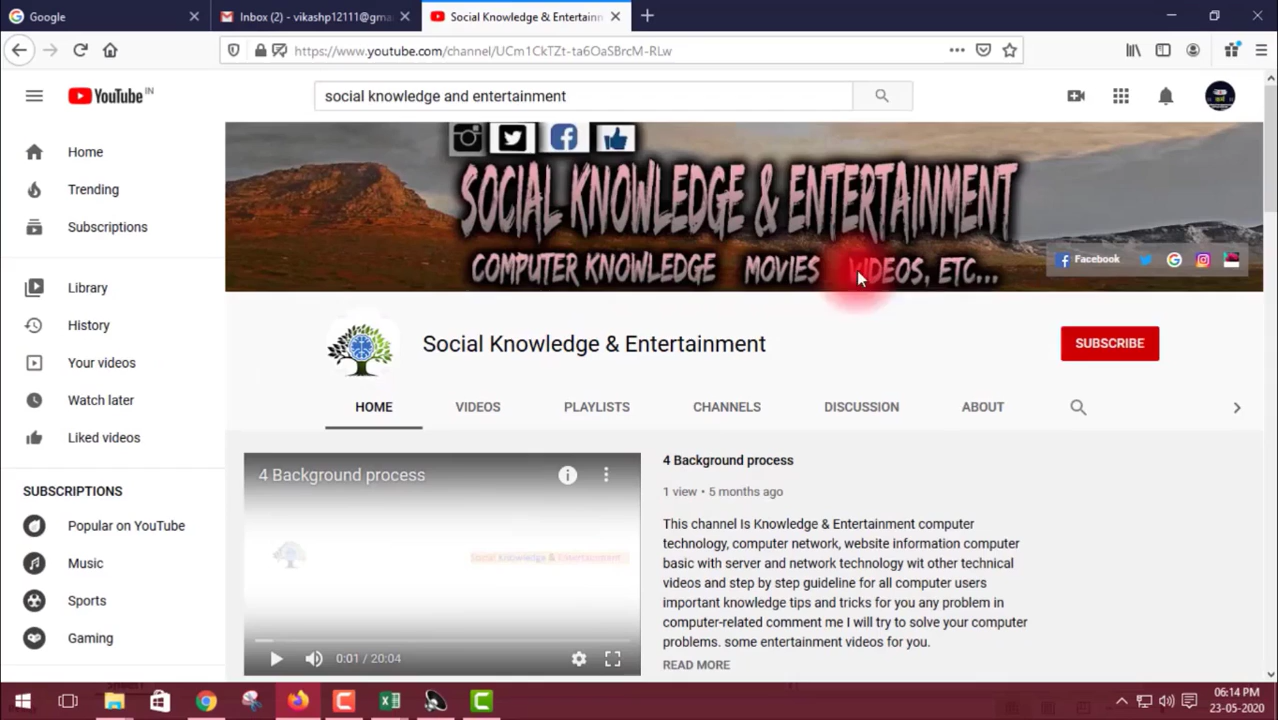 Google
Inbox (2) - vikashp12111@gma
Social Knowledge & Entertainn
https://www.youtube.com/channel/UCm1CkTZt-ta6OaSBrcM-RLw
YouTube IN
social knowledge and entertainment
Home
Trending
Subscriptions
Library
History
Your videos
Watch later
Liked videos
SUBSCRIPTIONS
Popular on YouTube
Music
Sports
Gaming
SOCIAL KNOWLEDGE & ENTERTAINMENT
COMPUTER KNOWLEDGE MOVIES VIDEOS, ETC...
Facebook
Social Knowledge & Entertainment
SUBSCRIBE
HOME
VIDEOS
PLAYLISTS
CHANNELS
DISCUSSION
ABOUT
4 Background process
Social Knowledge & Entertainment
0:01 / 20:04
4 Background process
1 view • 5 months ago
This channel Is Knowledge & Entertainment computer
technology, computer network, website information computer
basic with server and network technology wit other technical
videos and step by step guideline for all computer users
important knowledge tips and tricks for you any problem in
computer-related comment me I will try to solve your computer
problems. some entertainment videos for you.
READ MORE
06:14 PM
23-05-2020